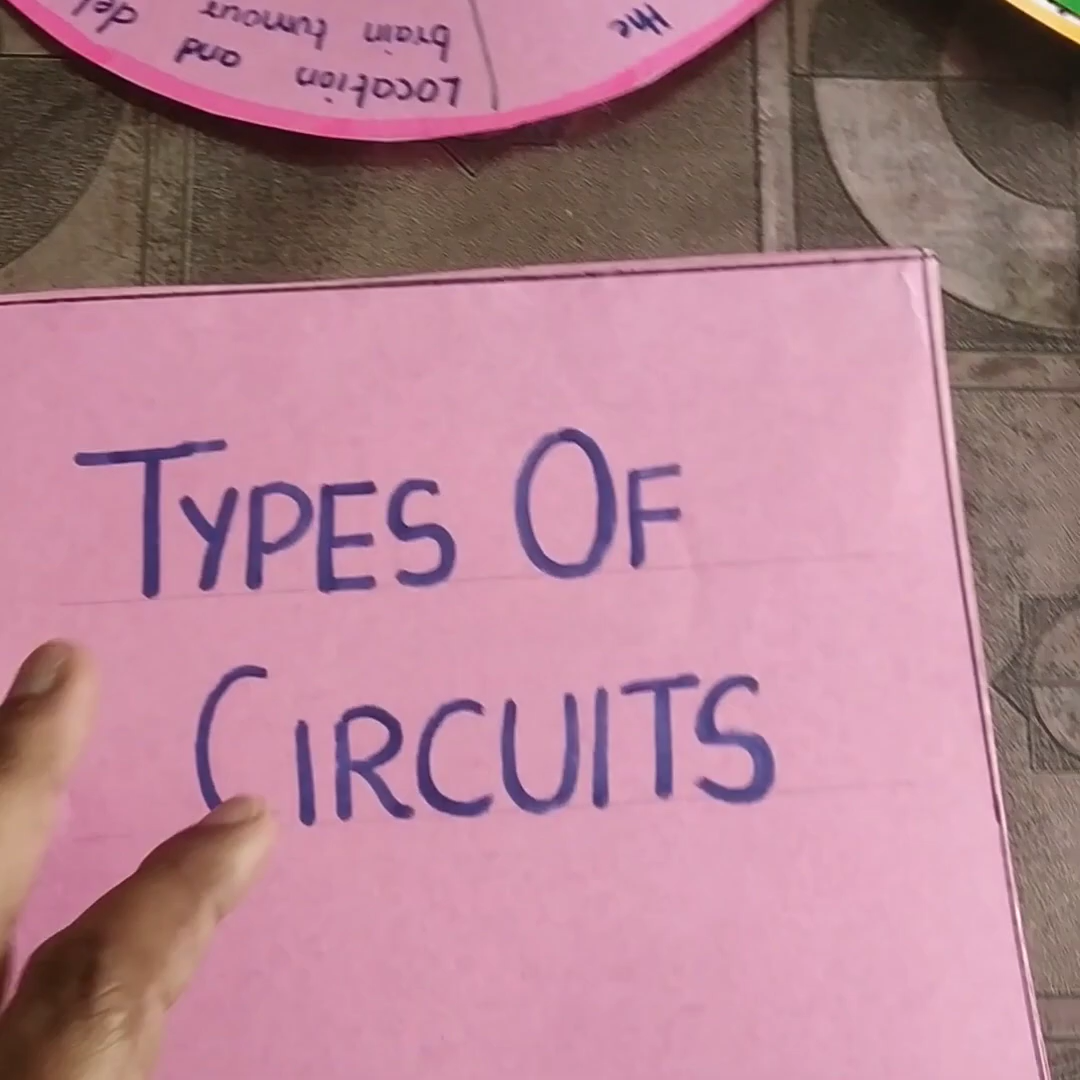 the
Location and
brain tumour
TYPES OF
CIRCUITS